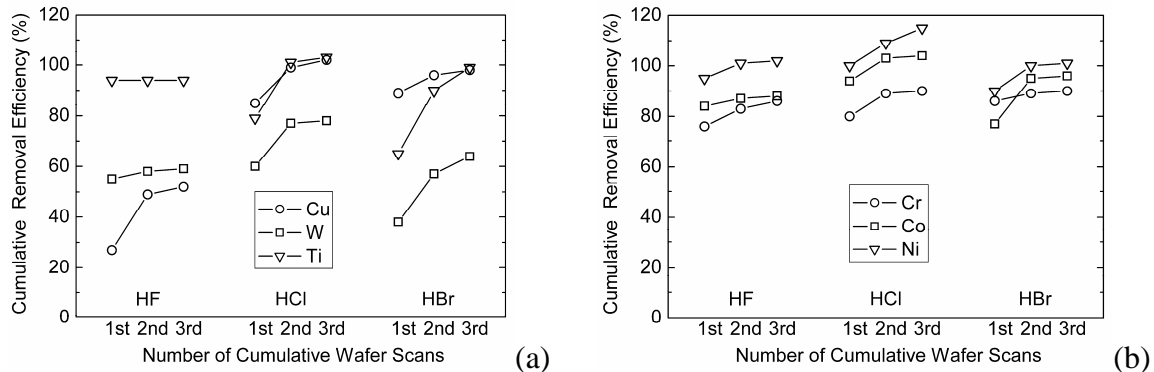 120
100
80
60
40
20
0
Cumulative Removal Efficiency (%)
Cu
W
Ti
HF HCl HBr
1st 2nd 3rd 1st 2nd 3rd 1st 2nd 3rd
Number of Cumulative Wafer Scans
(a)
120
100
80
60
40
20
0
Cumulative Removal Efficiency (%)
Cr
Co
Ni
HF HCl HBr
1st 2nd 3rd 1st 2nd 3rd 1st 2nd 3rd
Number of Cumulative Wafer Scans
(b)